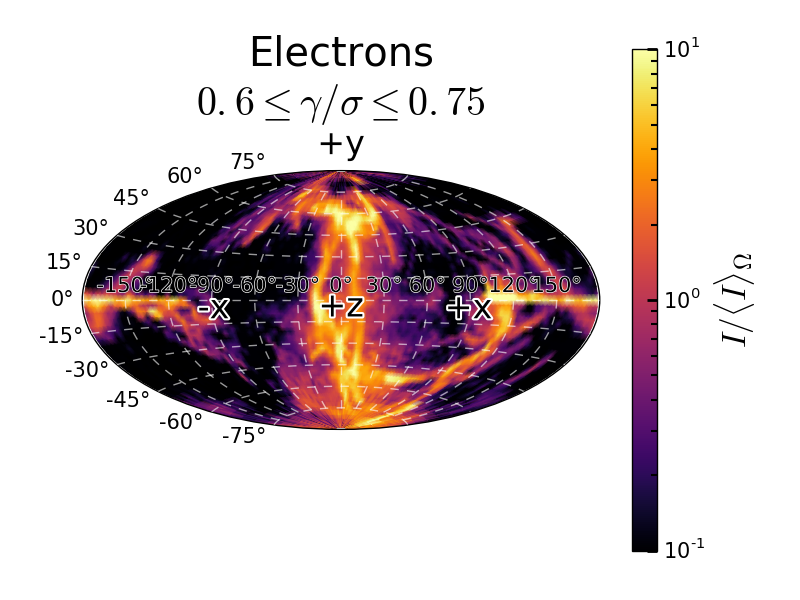 Electrons
0.6 ≤ γ/σ ≤ 0.75
+y
75°
60°
45°
30°
15°
0°
-15°
-30°
-45°
-60°
-75°
-150° -120° -90° -60° -30° 0° 30° 60° 90° 120° 150°
-x +z +x
10^1
10^0
10^-1
I/⟨I⟩_Ω